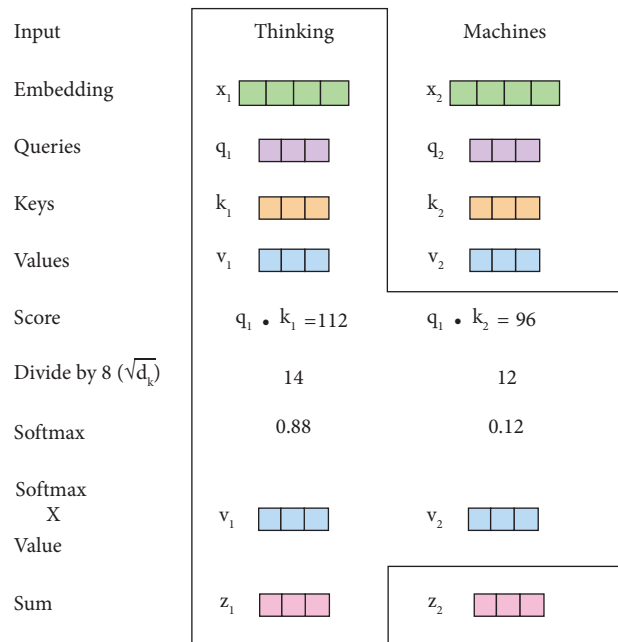 Input Thinking Machines
Embedding x₁ x₂
Queries q₁ q₂
Keys k₁ k₂
Values v₁ v₂
Score q₁ • k₁ =112 q₁ • k₂ = 96
Divide by 8 (√dₖ) 14 12
Softmax 0.88 0.12
Softmax
X
Value v₁ v₂
Sum z₁ z₂